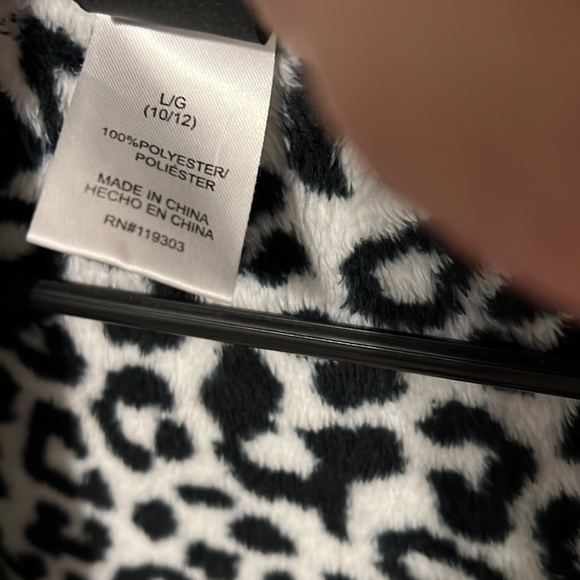 L/G
(10/12)
100%POLYESTER/
POLIÉSTER
MADE IN CHINA
HECHO EN CHINA
RN#119303